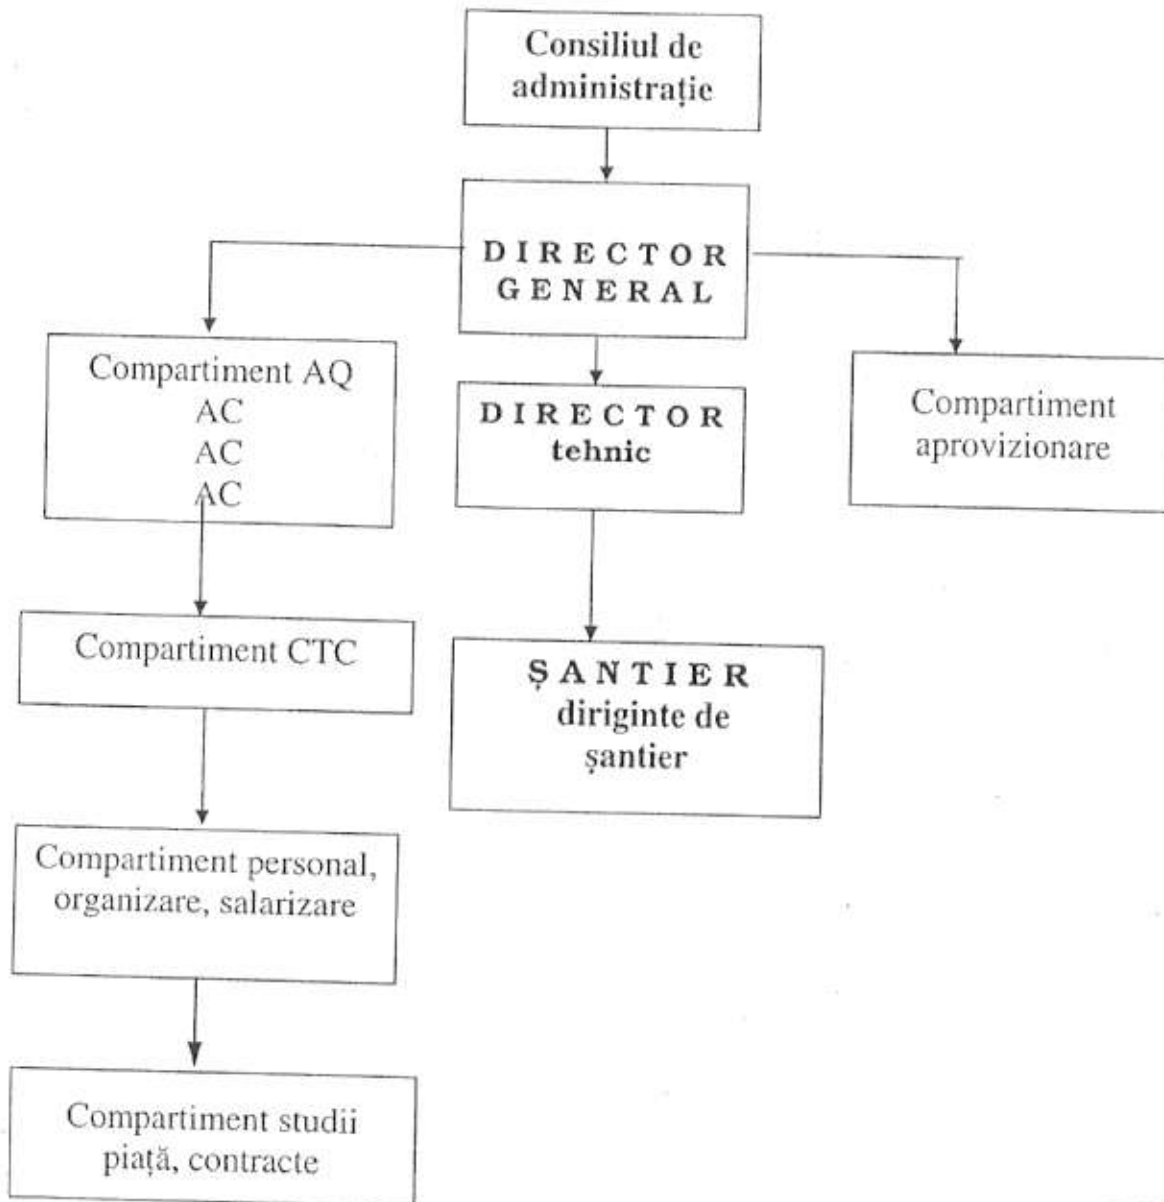 Consiliul de
administrație
DIRECTOR
GENERAL
Compartiment AQ
AC
AC
AC
DIRECTOR
tehnic
Compartiment
aprovizionare
Compartiment CTC
ȘANTIER
diriginte de
șantier
Compartiment personal,
organizare, salarizare
Compartiment studii
piață, contracte